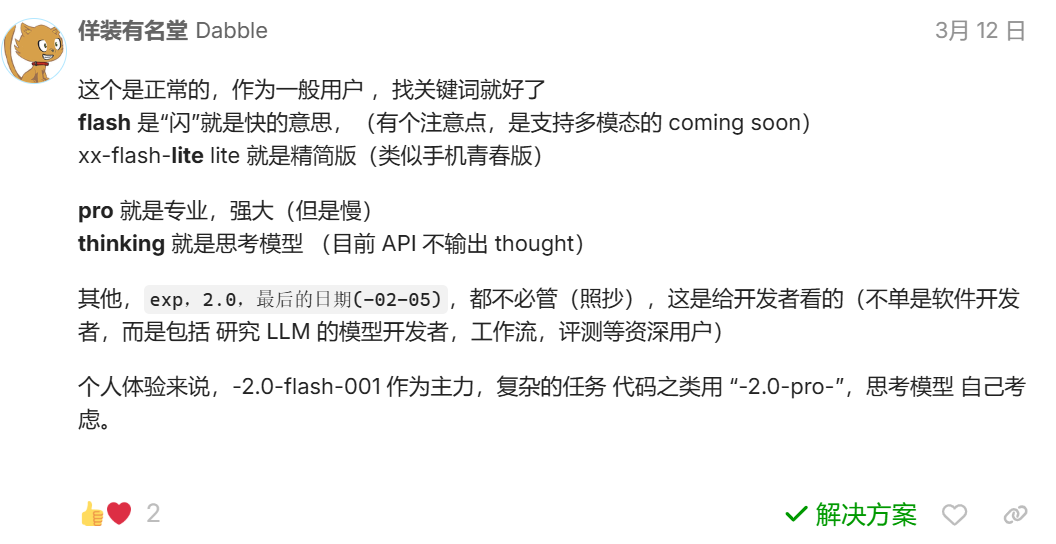 佯装有名堂 Dabble
3月 12 日
这个是正常的，作为一般用户 ，找关键词就好了
flash 是“闪”就是快的意思，（有个注意点，是支持多模态的 coming soon）
xx-flash-lite lite 就是精简版（类似手机青春版）
pro 就是专业，强大（但是慢）
thinking 就是思考模型 （目前 API 不输出 thought）
其他，exp，2.0，最后的日期(-02-05)，都不必管（照抄），这是给开发者看的（不单是软件开发
者，而是包括 研究 LLM 的模型开发者，工作流，评测等资深用户）
个人体验来说，-2.0-flash-001 作为主力，复杂的任务 代码之类用 “-2.0-pro-”，思考模型 自己考
虑。
2
解决方案